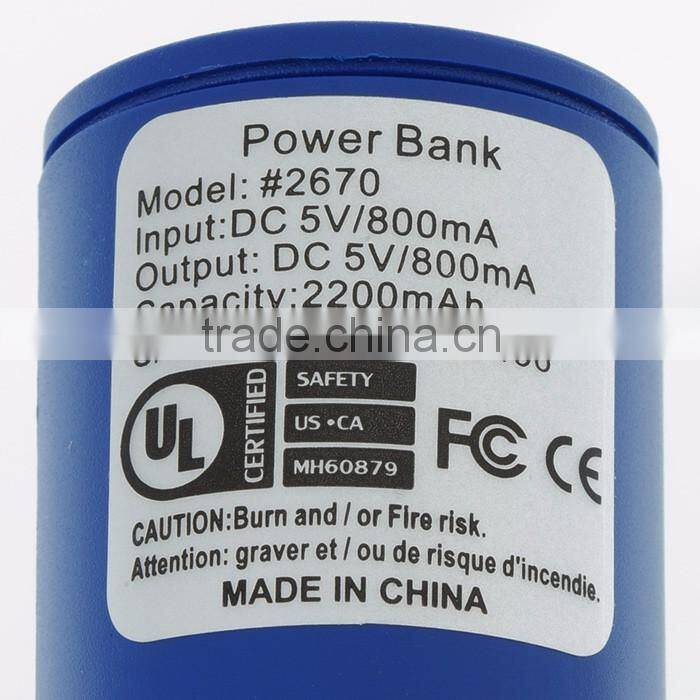 Power Bank
Model: #2670
Input:DC 5V/800mA
Output: DC 5V/800mA
Capacity:2200mAh
trade.china.cn
UL CERTIFIED
SAFETY
US•CA
MH60879
FC CE
CAUTION:Burn and / or FIre risk.
Attention: graver et / ou de risque d'incendie.
MADE IN CHINA